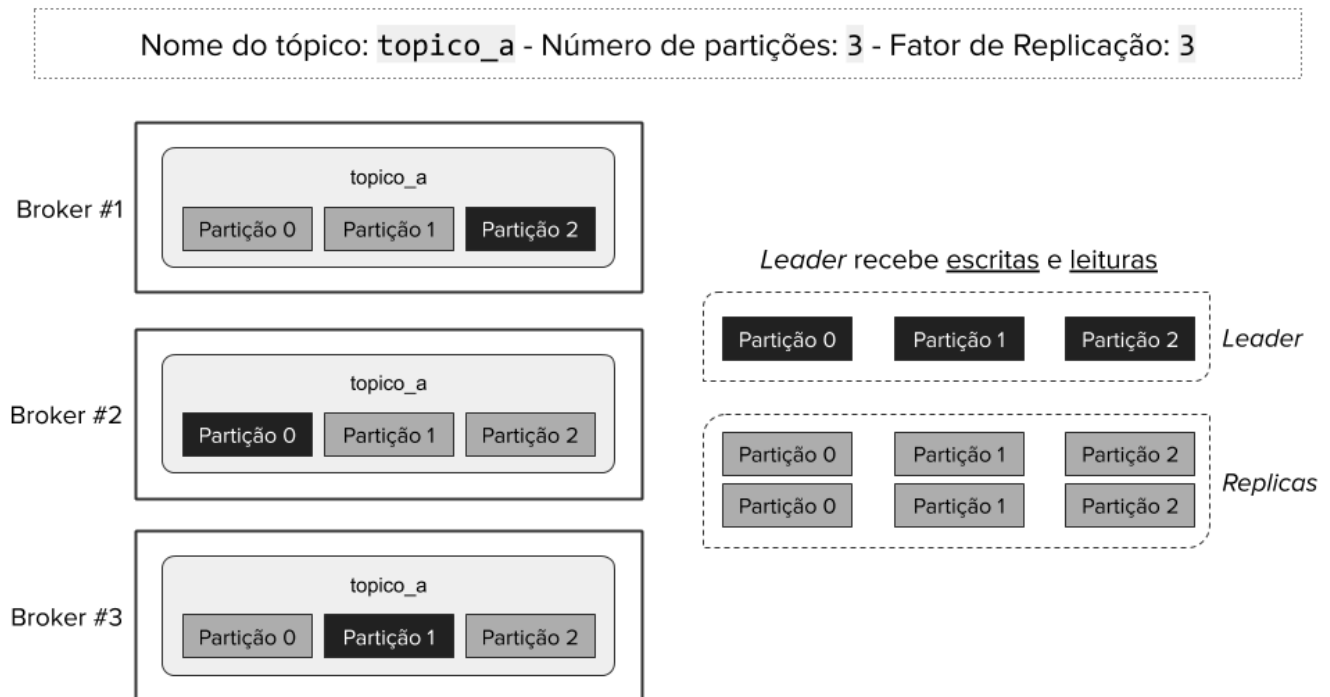 Nome do tópico: topico_a - Número de partições: 3 - Fator de Replicação: 3
Broker #1
topico_a
Partição 0 Partição 1 Partição 2
Broker #2
topico_a
Partição 0 Partição 1 Partição 2
Broker #3
topico_a
Partição 0 Partição 1 Partição 2
Leader recebe escritas e leituras
Partição 0 Partição 1 Partição 2
Leader
Partição 0 Partição 1 Partição 2
Partição 0 Partição 1 Partição 2
Replicas